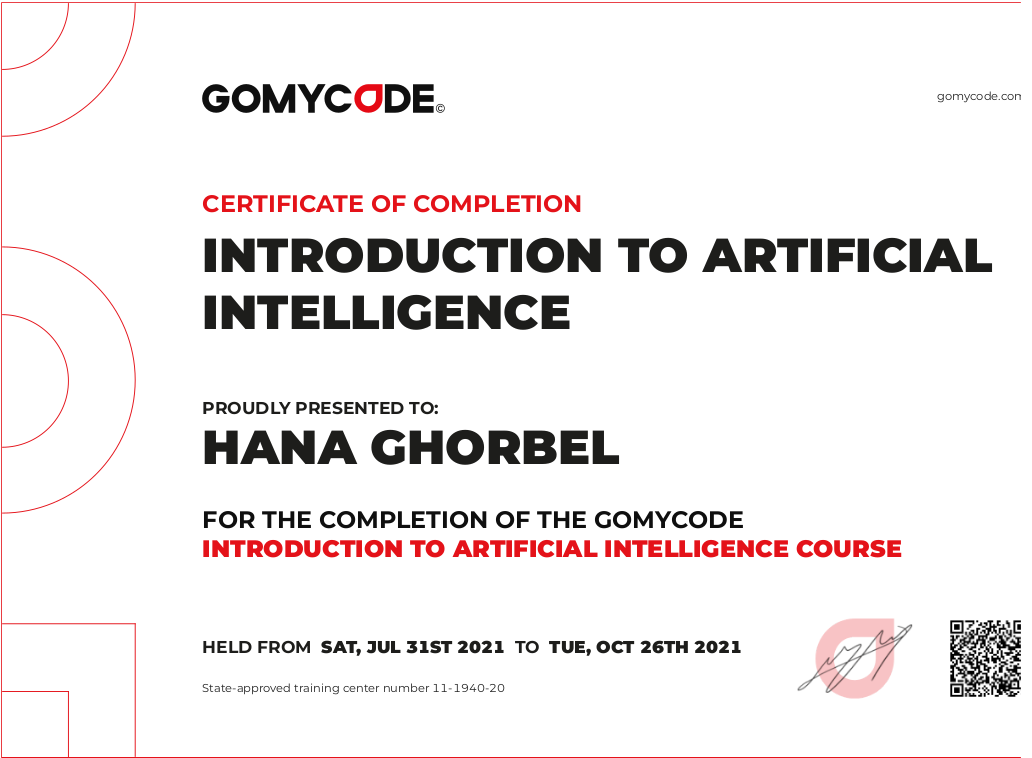 GOMYCODE©
gomycode.com
CERTIFICATE OF COMPLETION
INTRODUCTION TO ARTIFICIAL
INTELLIGENCE
PROUDLY PRESENTED TO:
HANA GHORBEL
FOR THE COMPLETION OF THE GOMYCODE
INTRODUCTION TO ARTIFICIAL INTELLIGENCE COURSE
HELD FROM SAT, JUL 31ST 2021 TO TUE, OCT 26TH 2021
State-approved training center number 11-1940-20